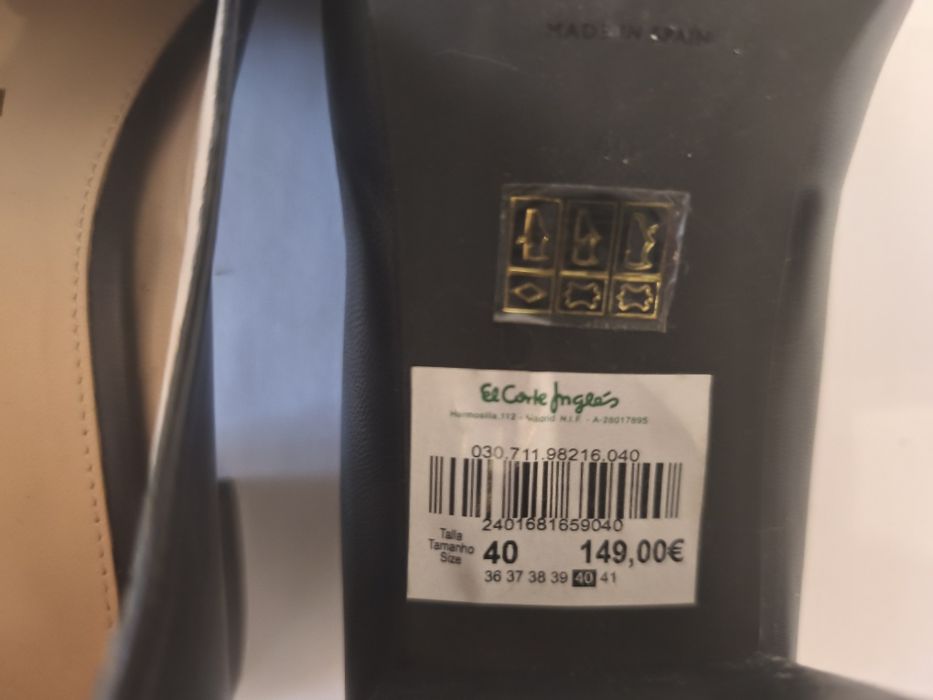 MADE IN SPAIN
El Corte Inglés
Hermosilla, 112 - Madrid N.I.F. - A-28017895
030.711.98216.040
2401681659040
Talla
Tamanho
Size
40
149,00€
36 37 38 39 40 41